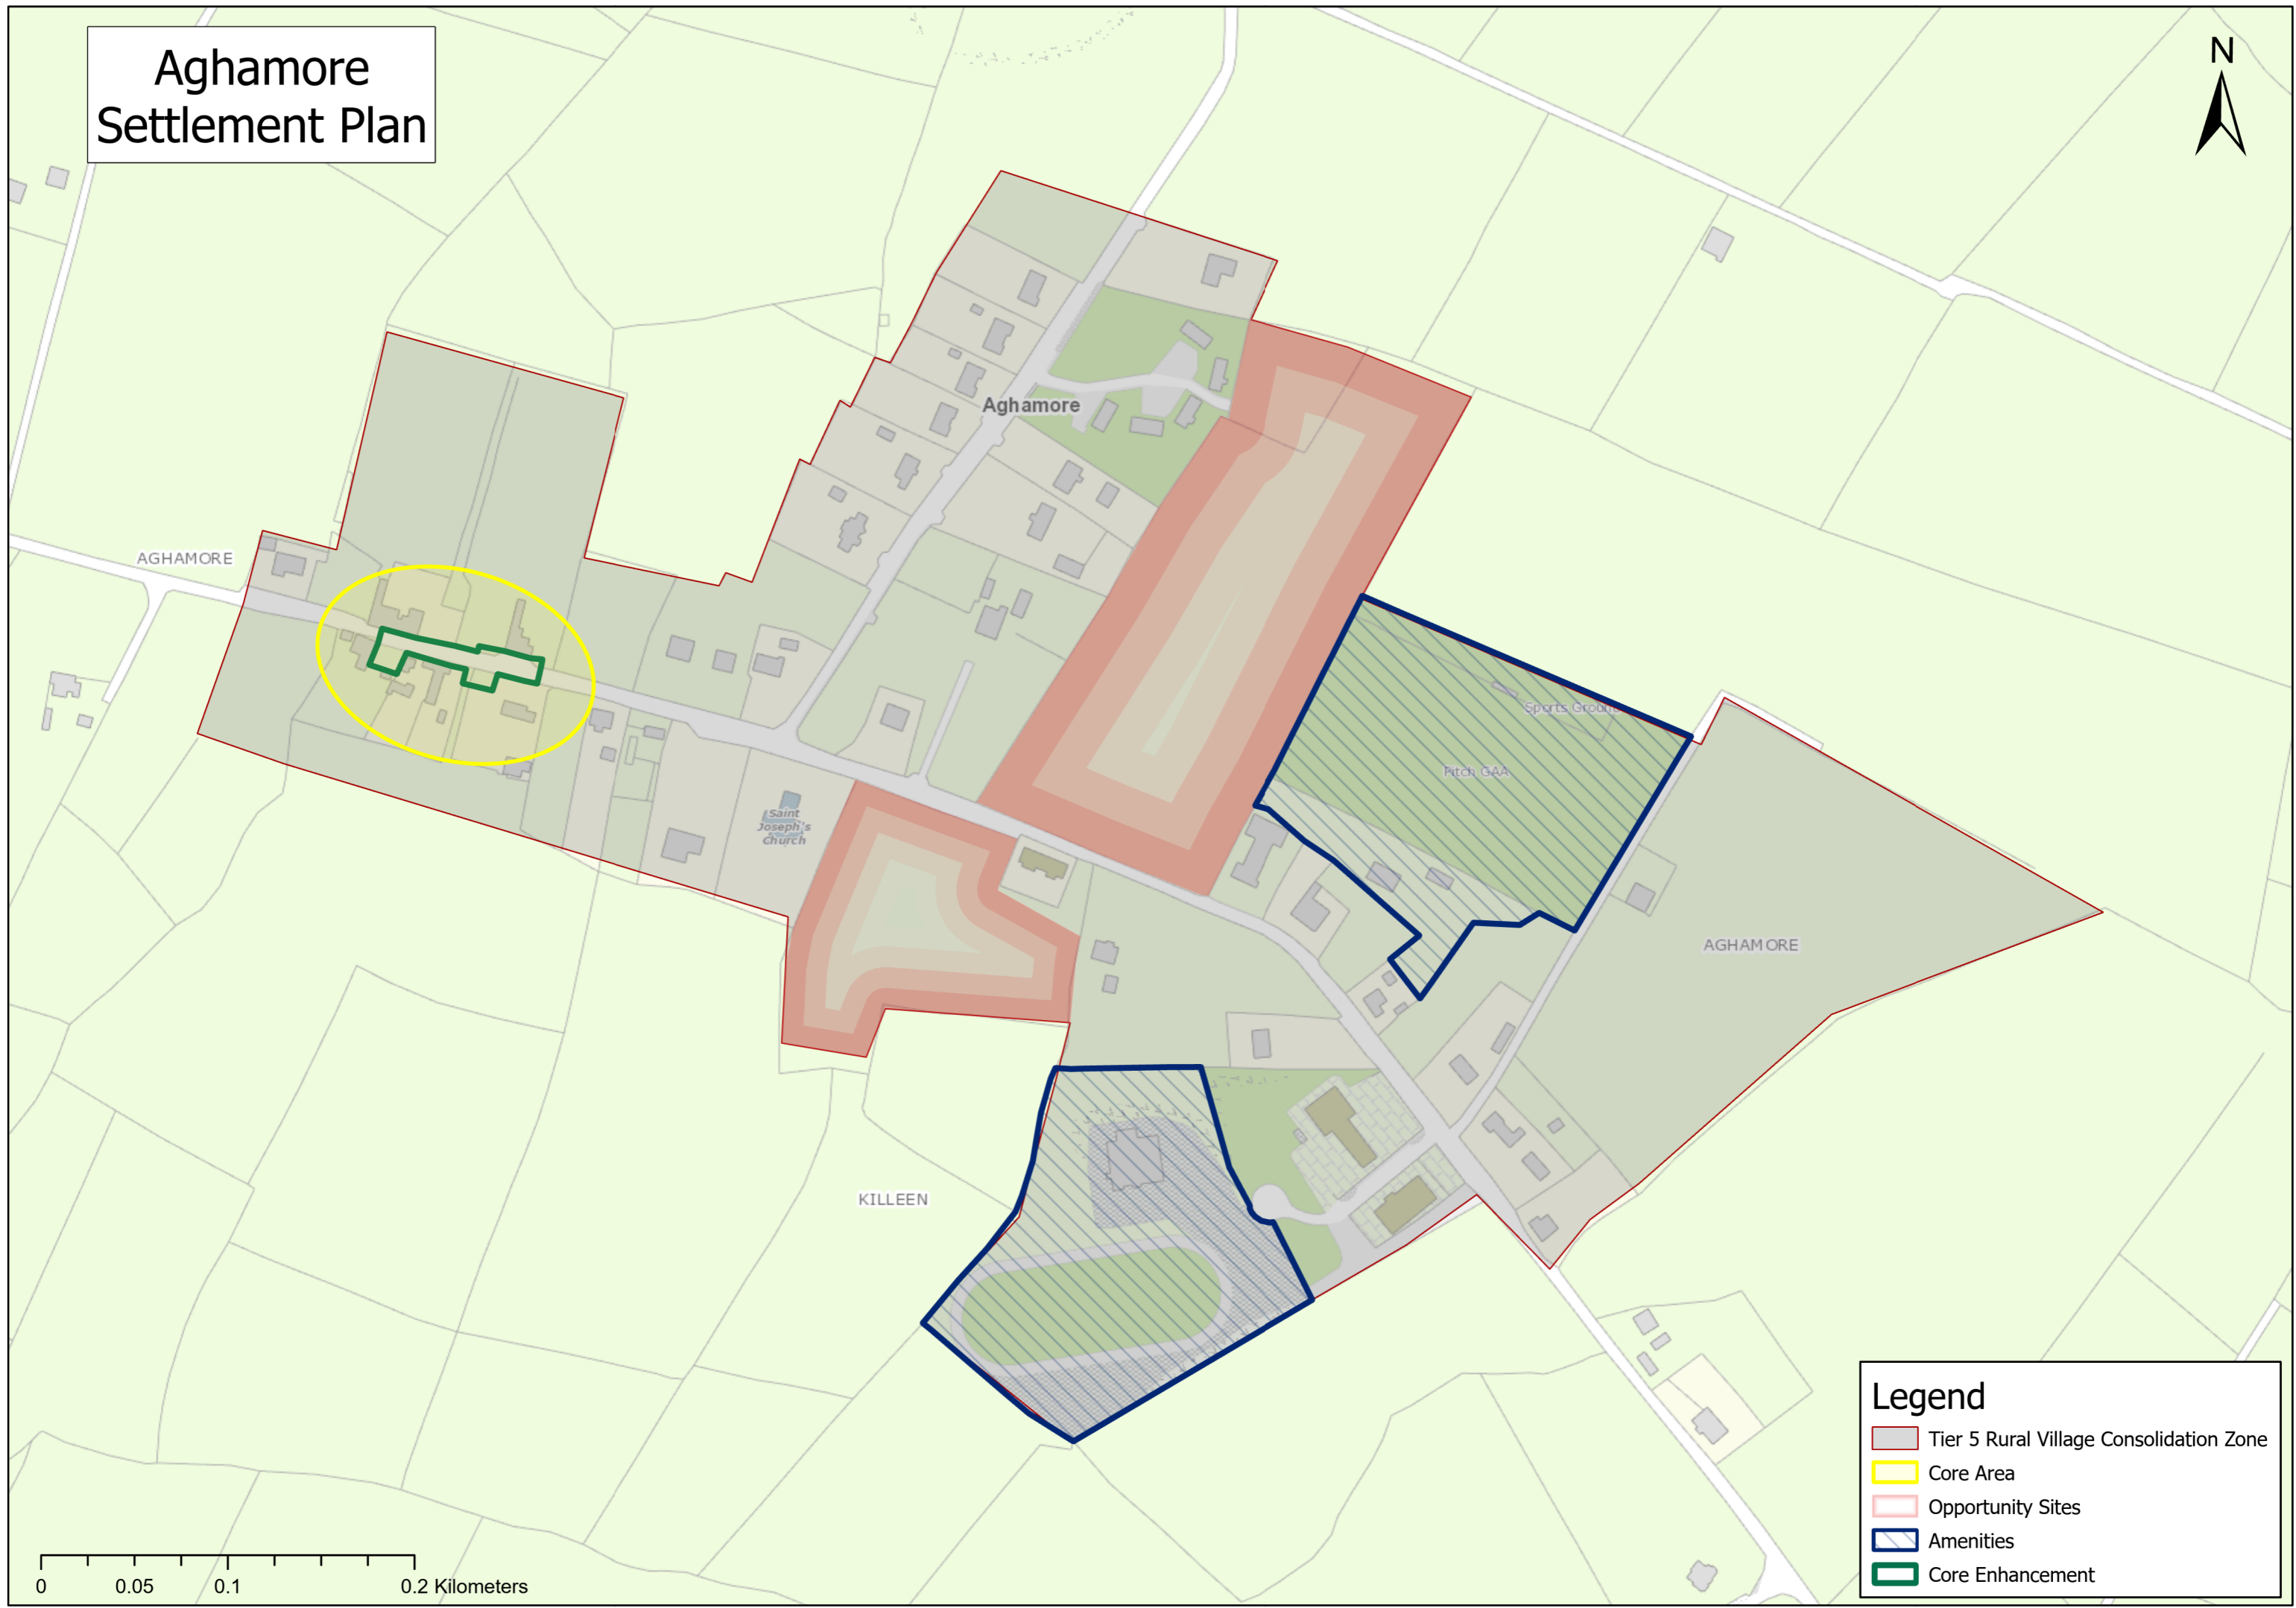 Aghamore
Settlement Plan
N
Aghamore
AGHAMORE
Sports Ground
Pitch GAA
Saint
Joseph's
Church
AGHAMORE
KILLEEN
Legend
Tier 5 Rural Village Consolidation Zone
Core Area
Opportunity Sites
Amenities
Core Enhancement
0 0.05 0.1 0.2 Kilometers